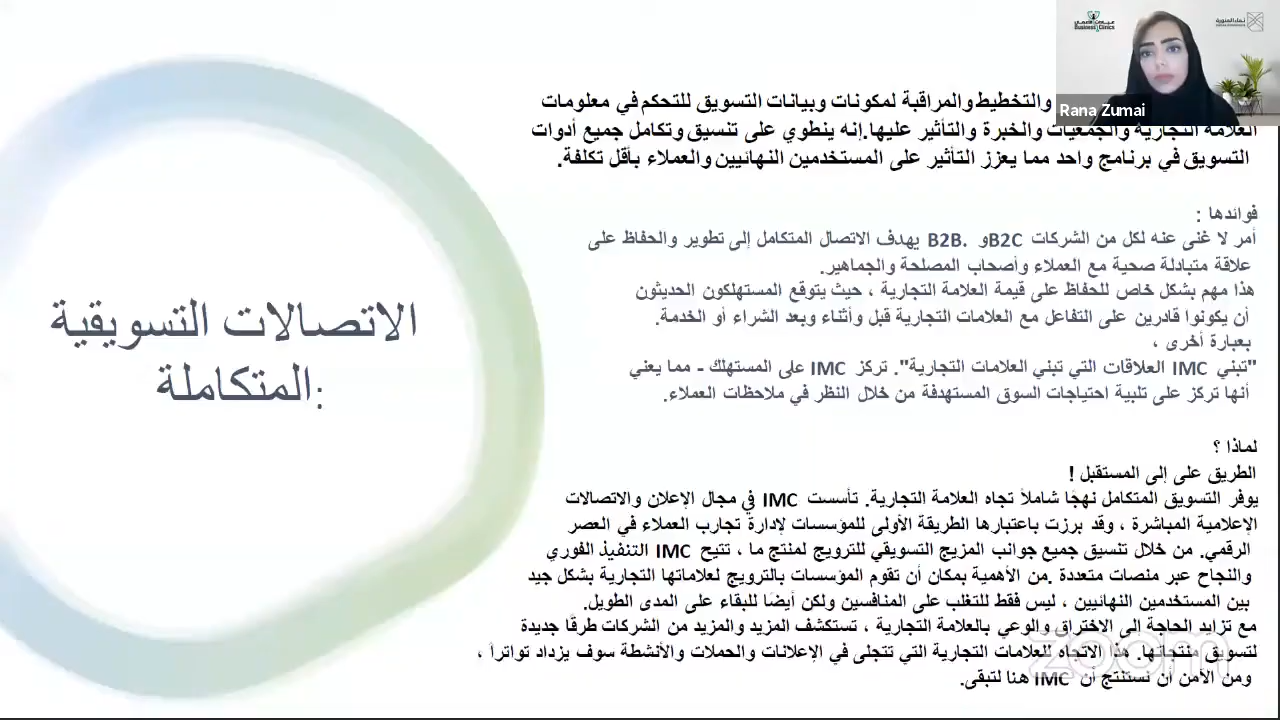 الاتصالات التسويقية
المتكاملة:
والتخطيط والمراقبة لمكونات وبيانات التسويق للتحكم في معلومات
العلامة التجارية والجمعيات والخبرة والتأثير عليها.إنه ينطوي على تنسيق وتكامل جميع أدوات
التسويق في برنامج واحد مما يعزز التأثير على المستخدمين النهائيين والعملاء بأقل تكلفة.
فوائدها :
أمر لا غنى عنه لكل من الشركات B2Cو .B2B يهدف الاتصال المتكامل إلى تطوير والحفاظ على
علاقة متبادلة صحية مع العملاء وأصحاب المصلحة والجماهير.
هذا مهم بشكل خاص للحفاظ على قيمة العلامة التجارية ، حيث يتوقع المستهلكون الحديثون
أن يكونوا قادرين على التفاعل مع العلامات التجارية قبل وأثناء وبعد الشراء أو الخدمة.
بعبارة أخرى ،
"تبني IMC العلاقات التي تبني العلامات التجارية". تركز IMC على المستهلك - مما يعني
أنها تركز على تلبية احتياجات السوق المستهدفة من خلال النظر في ملاحظات العملاء.
لماذا ؟
الطريق على إلى المستقبل !
يوفر التسويق المتكامل نهجًا شاملاً تجاه العلامة التجارية. تأسست IMC في مجال الإعلان والاتصالات
الإعلامية المباشرة ، وقد برزت باعتبارها الطريقة الأولى للمؤسسات لإدارة تجارب العملاء في العصر
الرقمي. من خلال تنسيق جميع جوانب المزيج التسويقي للترويج لمنتج ما ، تتيح IMC التنفيذ الفوري
والنجاح عبر منصات متعددة .من الأهمية بمكان أن تقوم المؤسسات بالترويج لعلاماتها التجارية بشكل جيد
بين المستخدمين النهائيين ، ليس فقط للتغلب على المنافسين ولكن أيضًا للبقاء على المدى الطويل.
مع تزايد الحاجة إلى الاختراق والوعي بالعلامة التجارية ، تستكشف المزيد والمزيد من الشركات طرقًا جديدة
لتسويق منتجاتها. هذا الاتجاه للعلامات التجارية التي تتجلى في الإعلانات والحملات والأنشطة سوف يزداد تواتراً ،
ومن الآمن أن نستنتج أن IMC هنا لتبقى.
Business Clinics
Rana Zumai
zoom